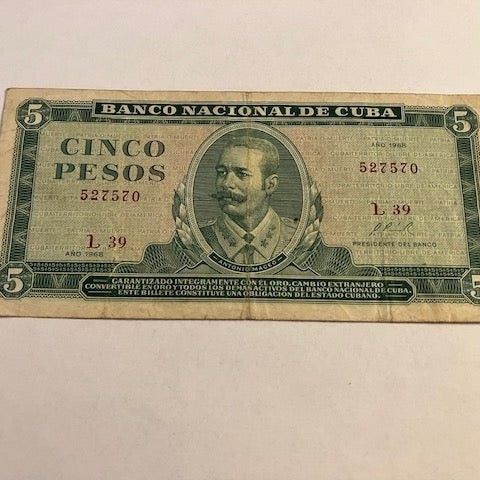 5 BANCO NACIONAL DE CUBA 5
CINCO
PESOS
AÑO 1968
527570
527570
L 39
L 39
PRESIDENTE DEL BANCO
AÑO 1968
ANTONIO MACEO
5 5
GARANTIZADO INTEGRAMENTE CON EL ORO, CAMBIO EXTRANJERO
CONVERTIBLE EN ORO Y TODOS LOS DEMAS ACTIVOS DEL BANCO NACIONAL DE CUBA.
ESTE BILLETE CONSTITUYE UNA OBLIGACION DEL ESTADO CUBANO.